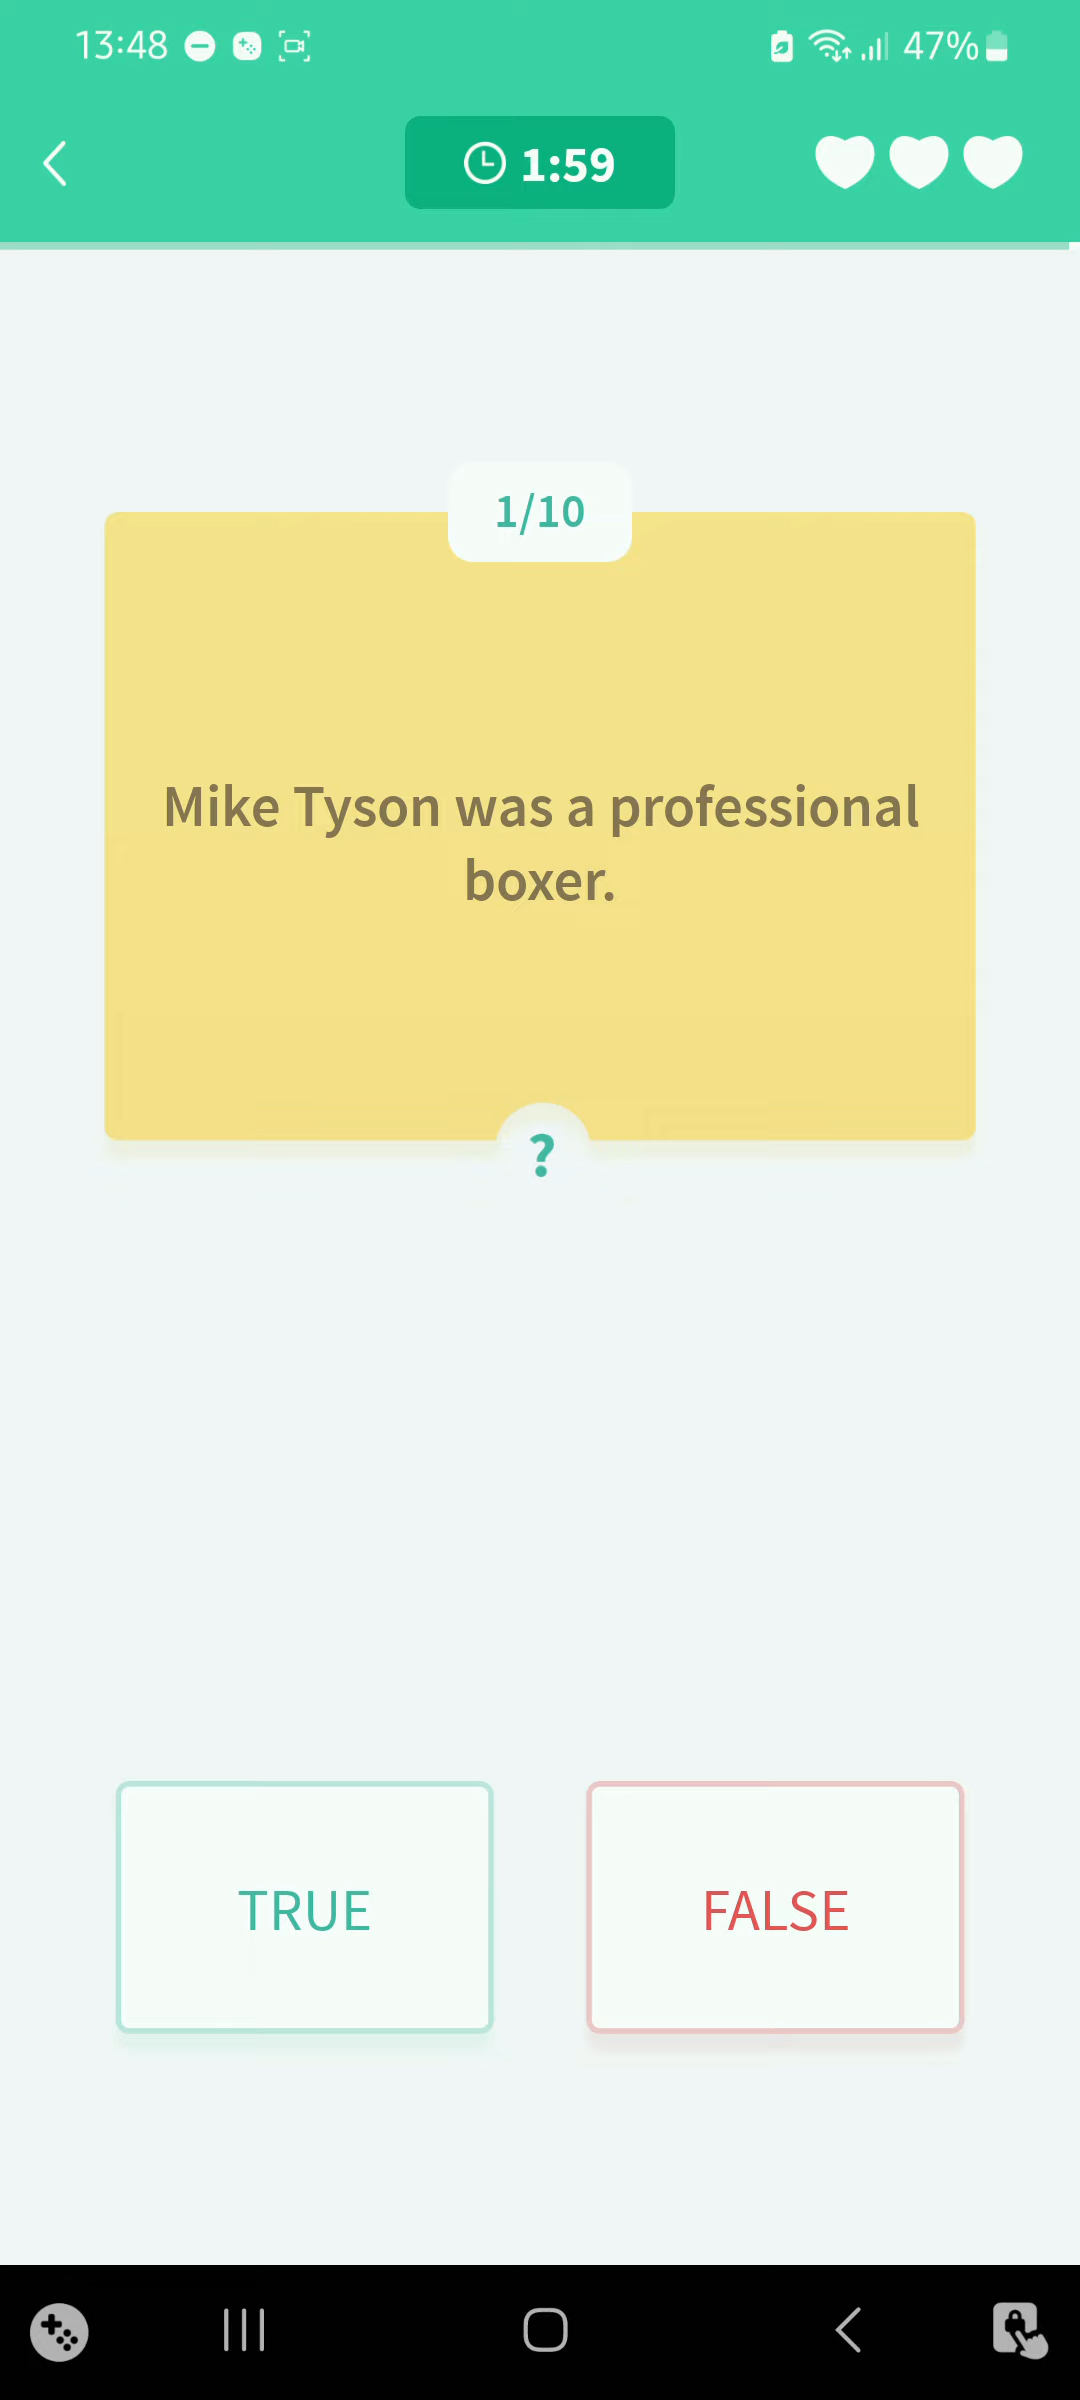 13:48
47%
1:59
1/10
Mike Tyson was a professional
boxer.
?
TRUE
FALSE